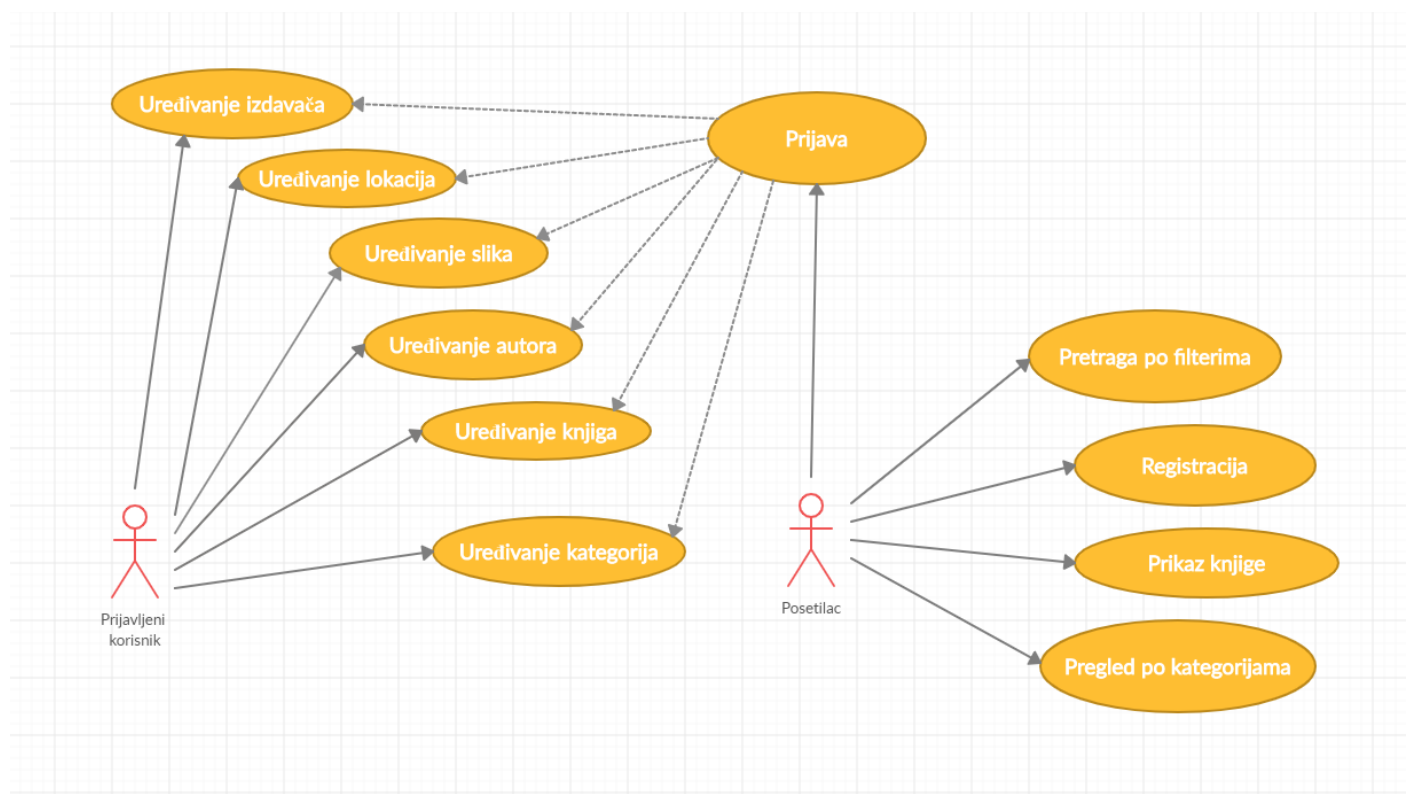 Uređivanje izdavača
Prijava
Uređivanje lokacija
Uređivanje slika
Uređivanje autora
Pretraga po filterima
Uređivanje knjiga
Registracija
Uređivanje kategorija
Prikaz knjige
Prijavljeni
korisnik
Posetilac
Pregled po kategorijama